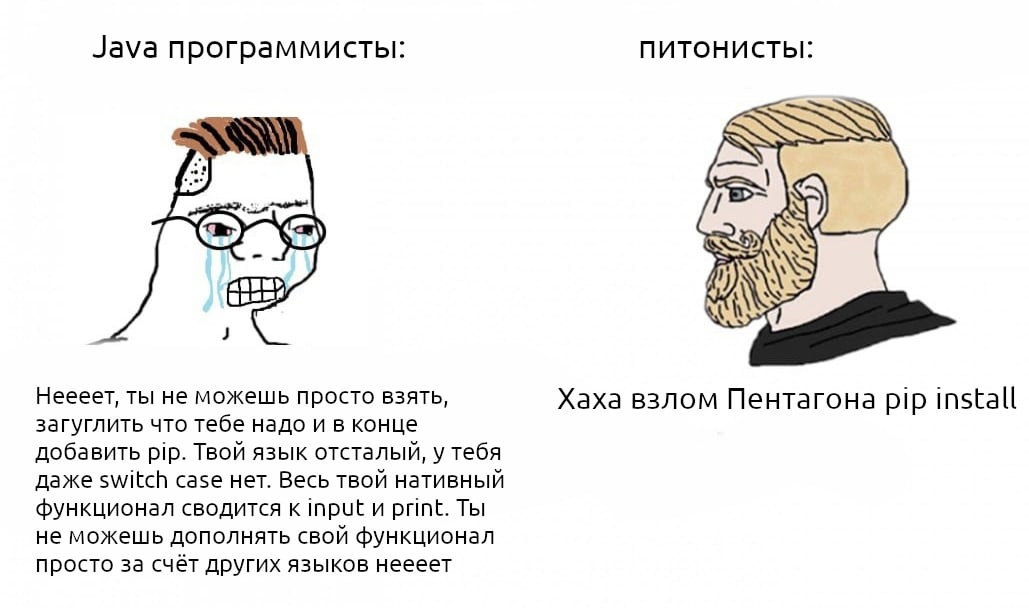 Java программисты:
питонисты:
Неееет, ты не можешь просто взять,
загуглить что тебе надо и в конце
добавить pip. Твой язык отсталый, у тебя
даже switch case нет. Весь твой нативный
функционал сводится к input и print. Ты
не можешь дополнять свой функционал
просто за счёт других языков неееет
Хаха взлом Пентагона pip install